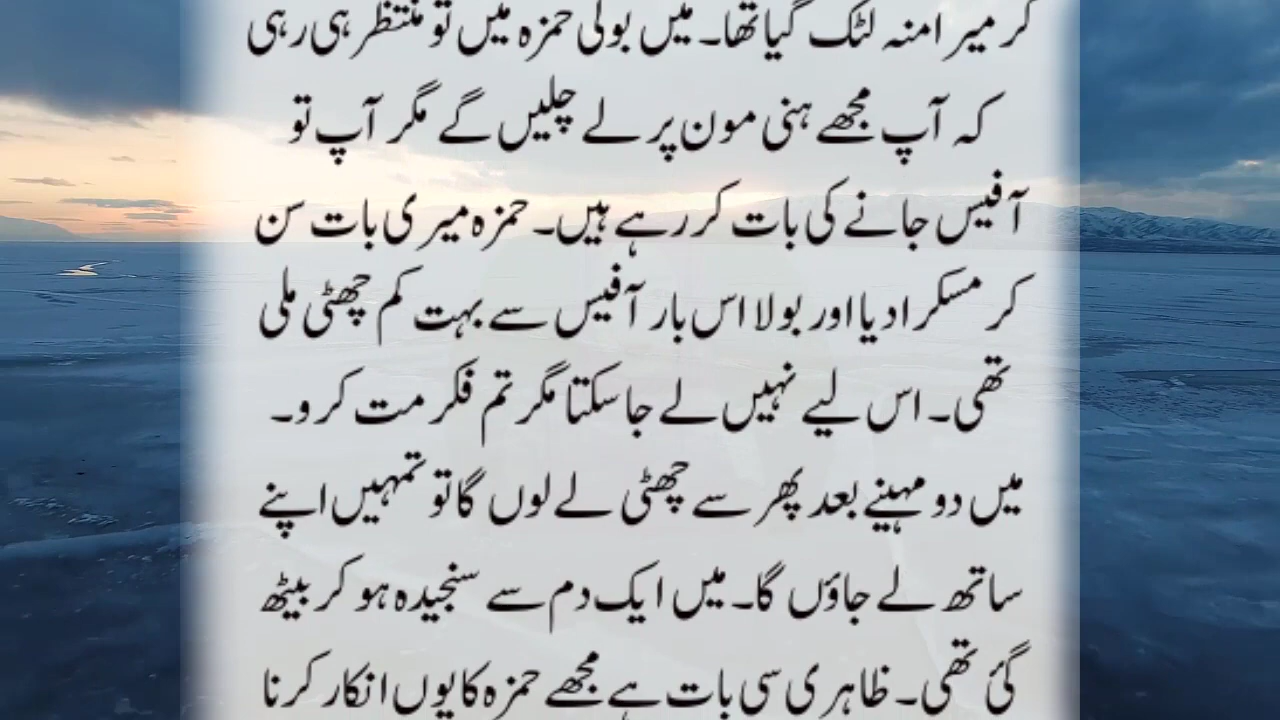 کر میرا منہ لٹک گیا تھا۔ میں بولی حمزہ میں تو منتظر ہی رہی
کہ آپ مجھے ہنی مون پر لے چلیں گے مگر آپ تو
آفیس جانے کی بات کر رہے ہیں۔ حمزہ میری بات سن
کر مسکرا دیا اور بولا اس بار آفیس سے بہت کم چھٹی ملی
تھی۔ اس لیے نہیں لے جا سکتا مگر تم فکر مت کرو۔
میں دو مہینے بعد پھر سے چھٹی لے لوں گا تو تمہیں اپنے
ساتھ لے جاؤں گا۔ میں ایک دم سے سنجیدہ ہو کر بیٹھ
گئی تھی۔ ظاہری سی بات ہے مجھے حمزہ کا یوں انکار کرنا